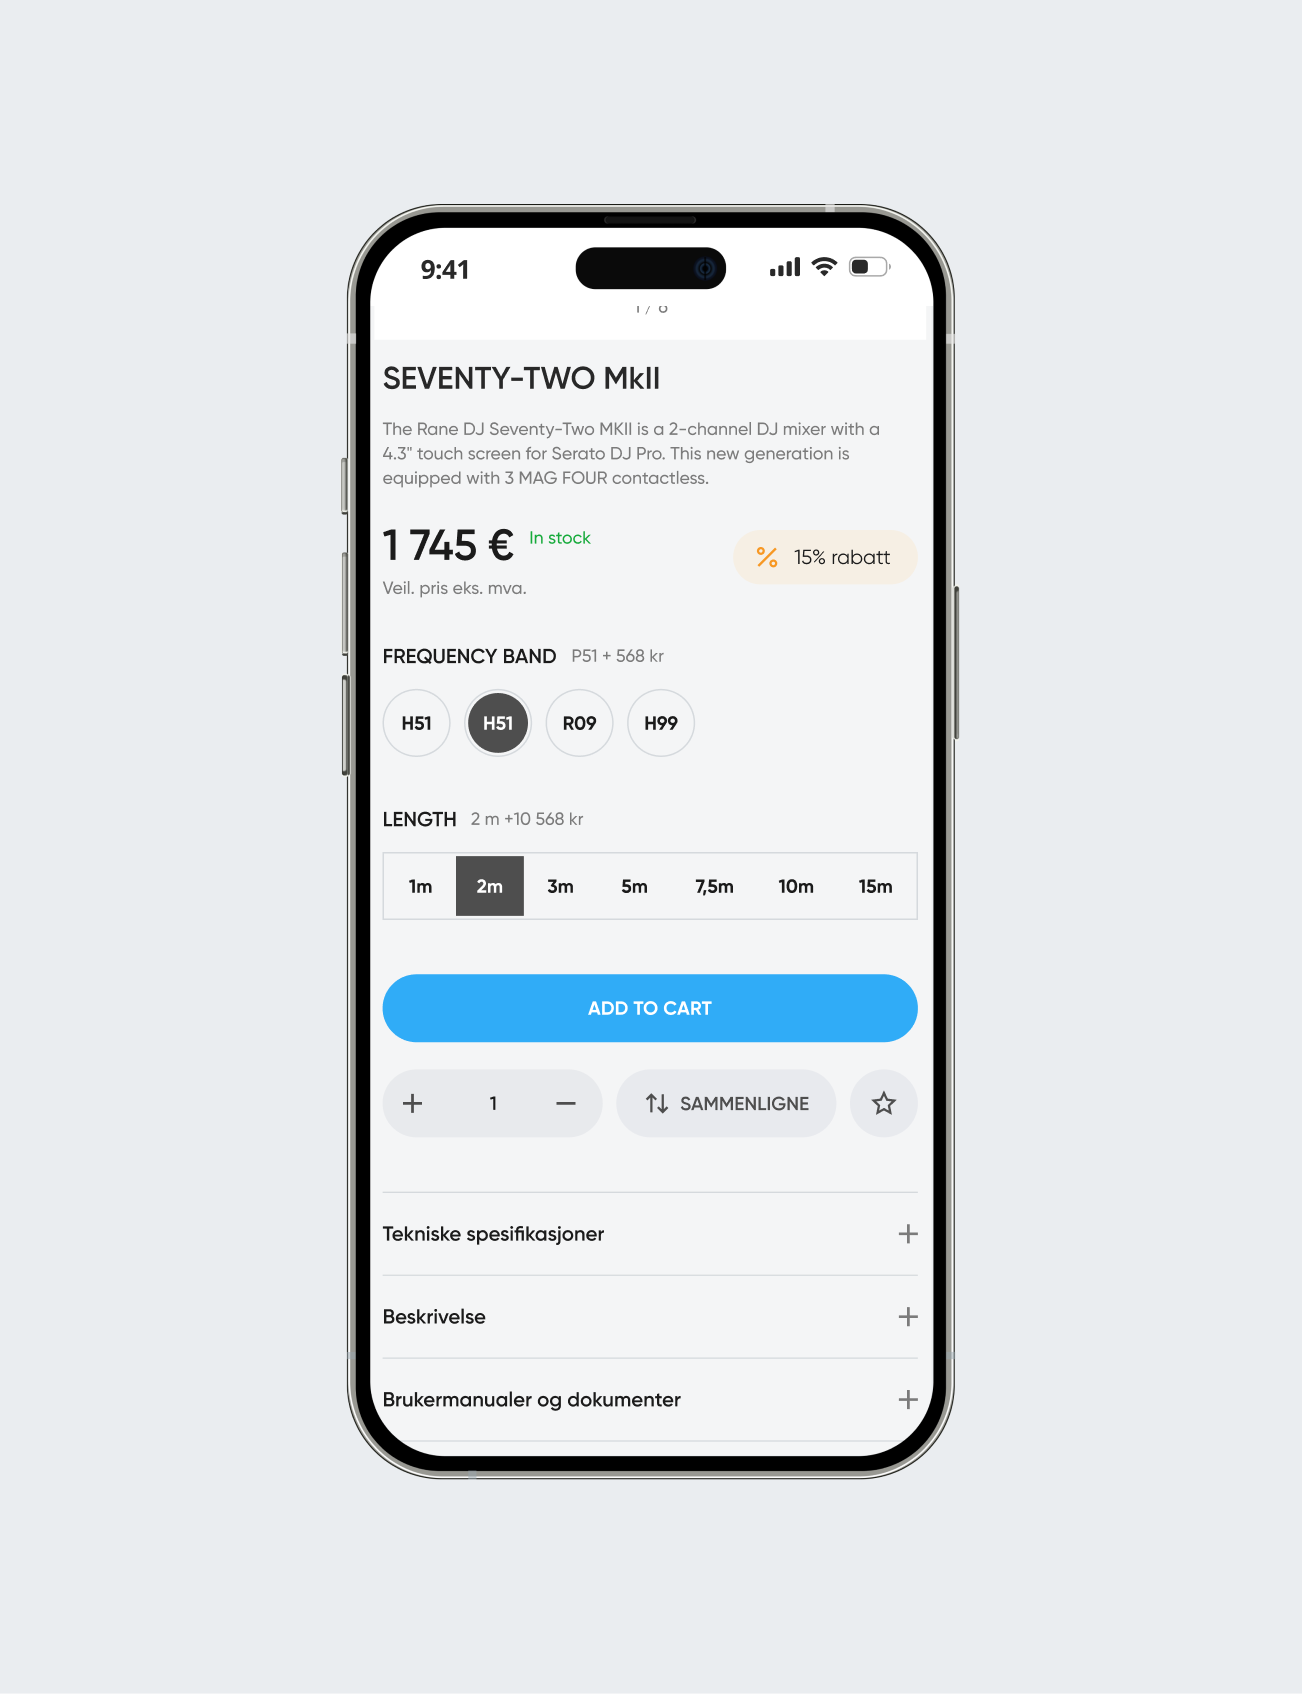 9:41
1 / 6
SEVENTY-TWO MkII
The Rane DJ Seventy-Two MKII is a 2-channel DJ mixer with a
4.3" touch screen for Serato DJ Pro. This new generation is
equipped with 3 MAG FOUR contactless.
1 745 € In stock
15% rabatt
Veil. pris eks. mva.
FREQUENCY BAND P51 + 568 kr
H51 H51 R09 H99
LENGTH 2 m +10 568 kr
1m 2m 3m 5m 7,5m 10m 15m
ADD TO CART
1 SAMMENLIGNE
Tekniske spesifikasjoner
Beskrivelse
Brukermanualer og dokumenter